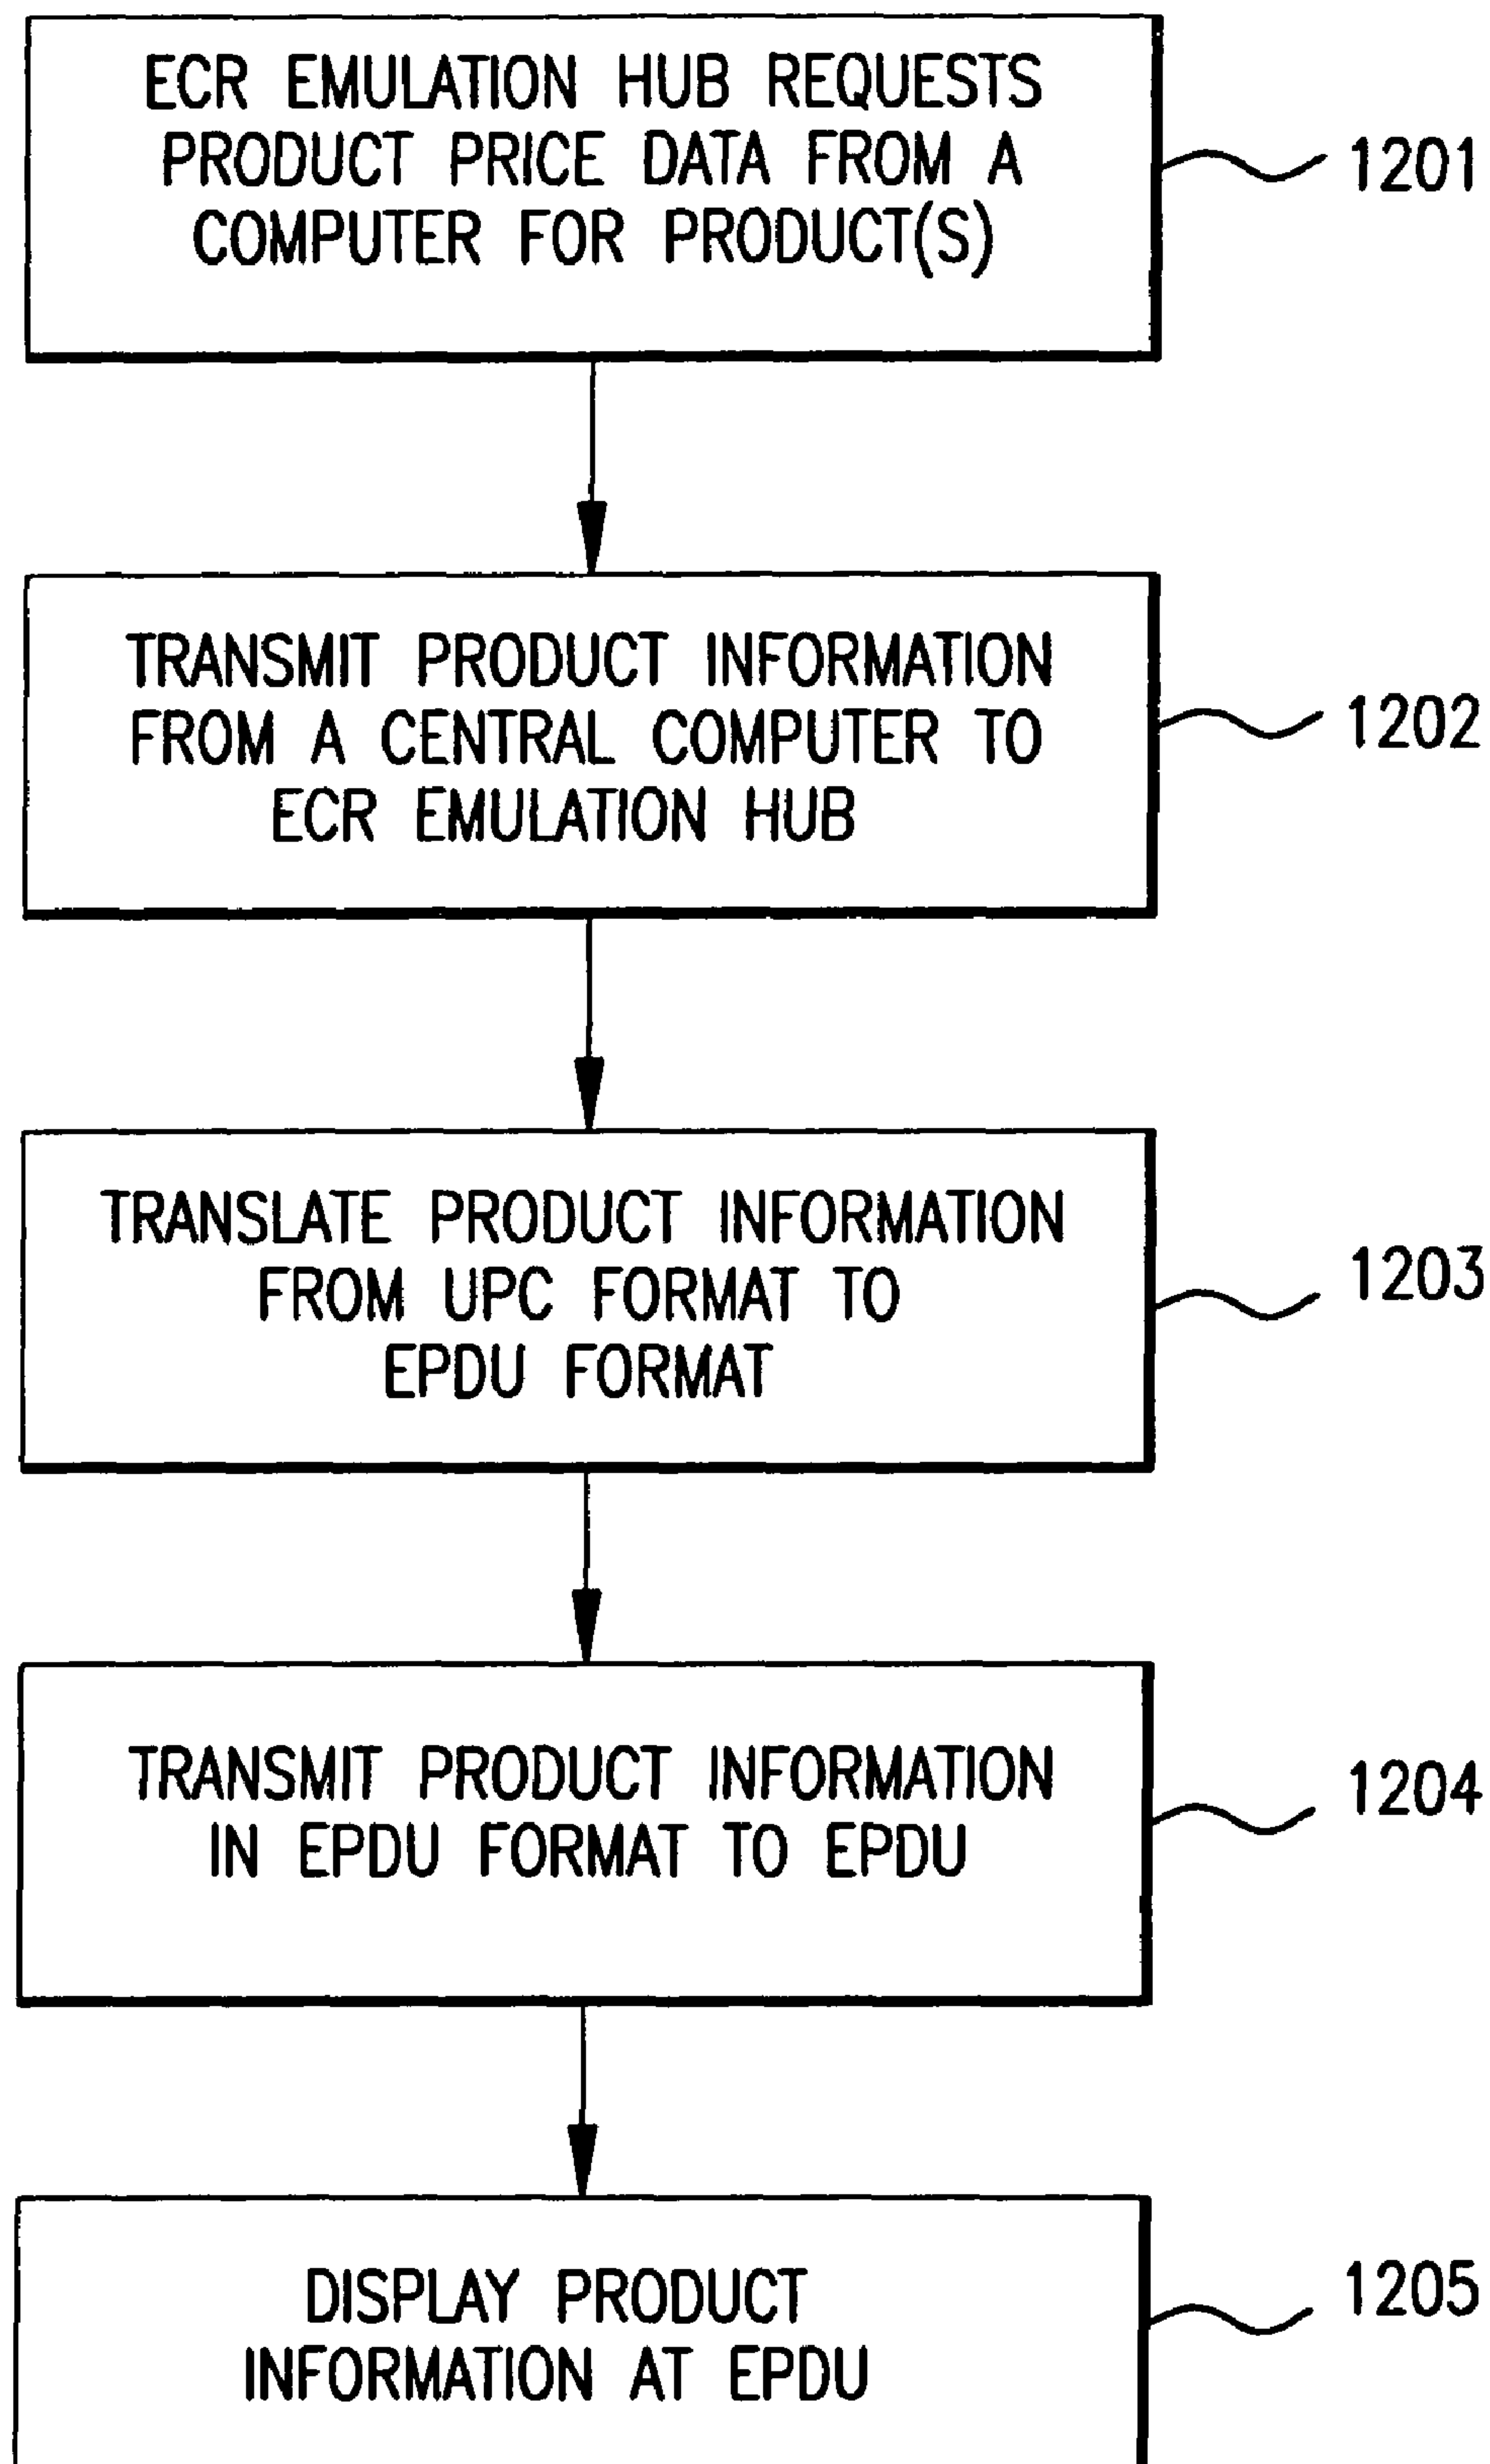 ECR EMULATION HUB REQUESTS
PRODUCT PRICE DATA FROM A
COMPUTER FOR PRODUCT(S)
1201
TRANSMIT PRODUCT INFORMATION
FROM A CENTRAL COMPUTER TO
ECR EMULATION HUB
1202
TRANSLATE PRODUCT INFORMATION
FROM UPC FORMAT TO
EPDU FORMAT
1203
TRANSMIT PRODUCT INFORMATION
IN EPDU FORMAT TO EPDU
1204
DISPLAY PRODUCT
INFORMATION AT EPDU
1205